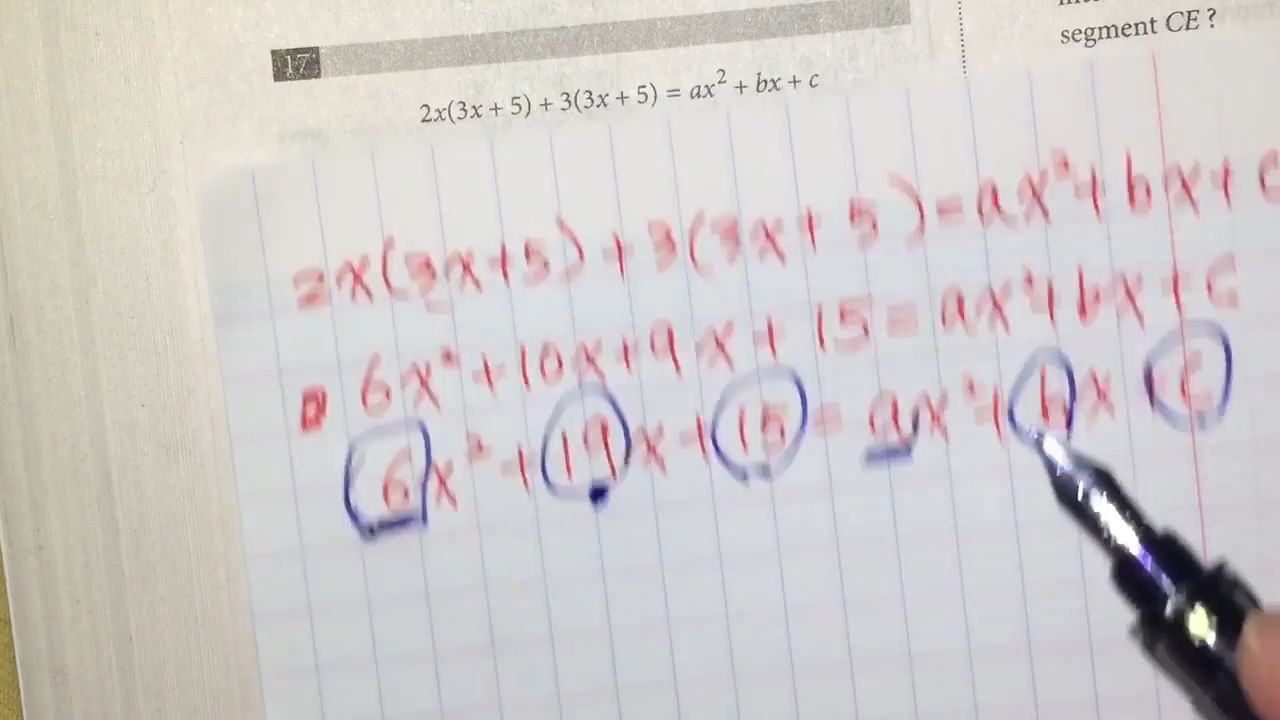 17
2x(3x + 5) + 3(3x + 5) = ax² + bx + c
segment CE ?
=x(3x+5) + 3(3x + 5) = ax² + bx + c
6x² + 10x + 9x + 15 = ax² + bx + c
6x² + 19x + 15 = ax² + bx + c